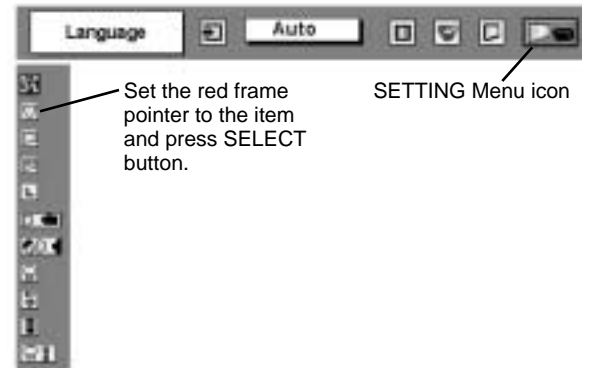 Language
Auto
Set the red frame
pointer to the item
and press SELECT
button.
SETTING Menu icon